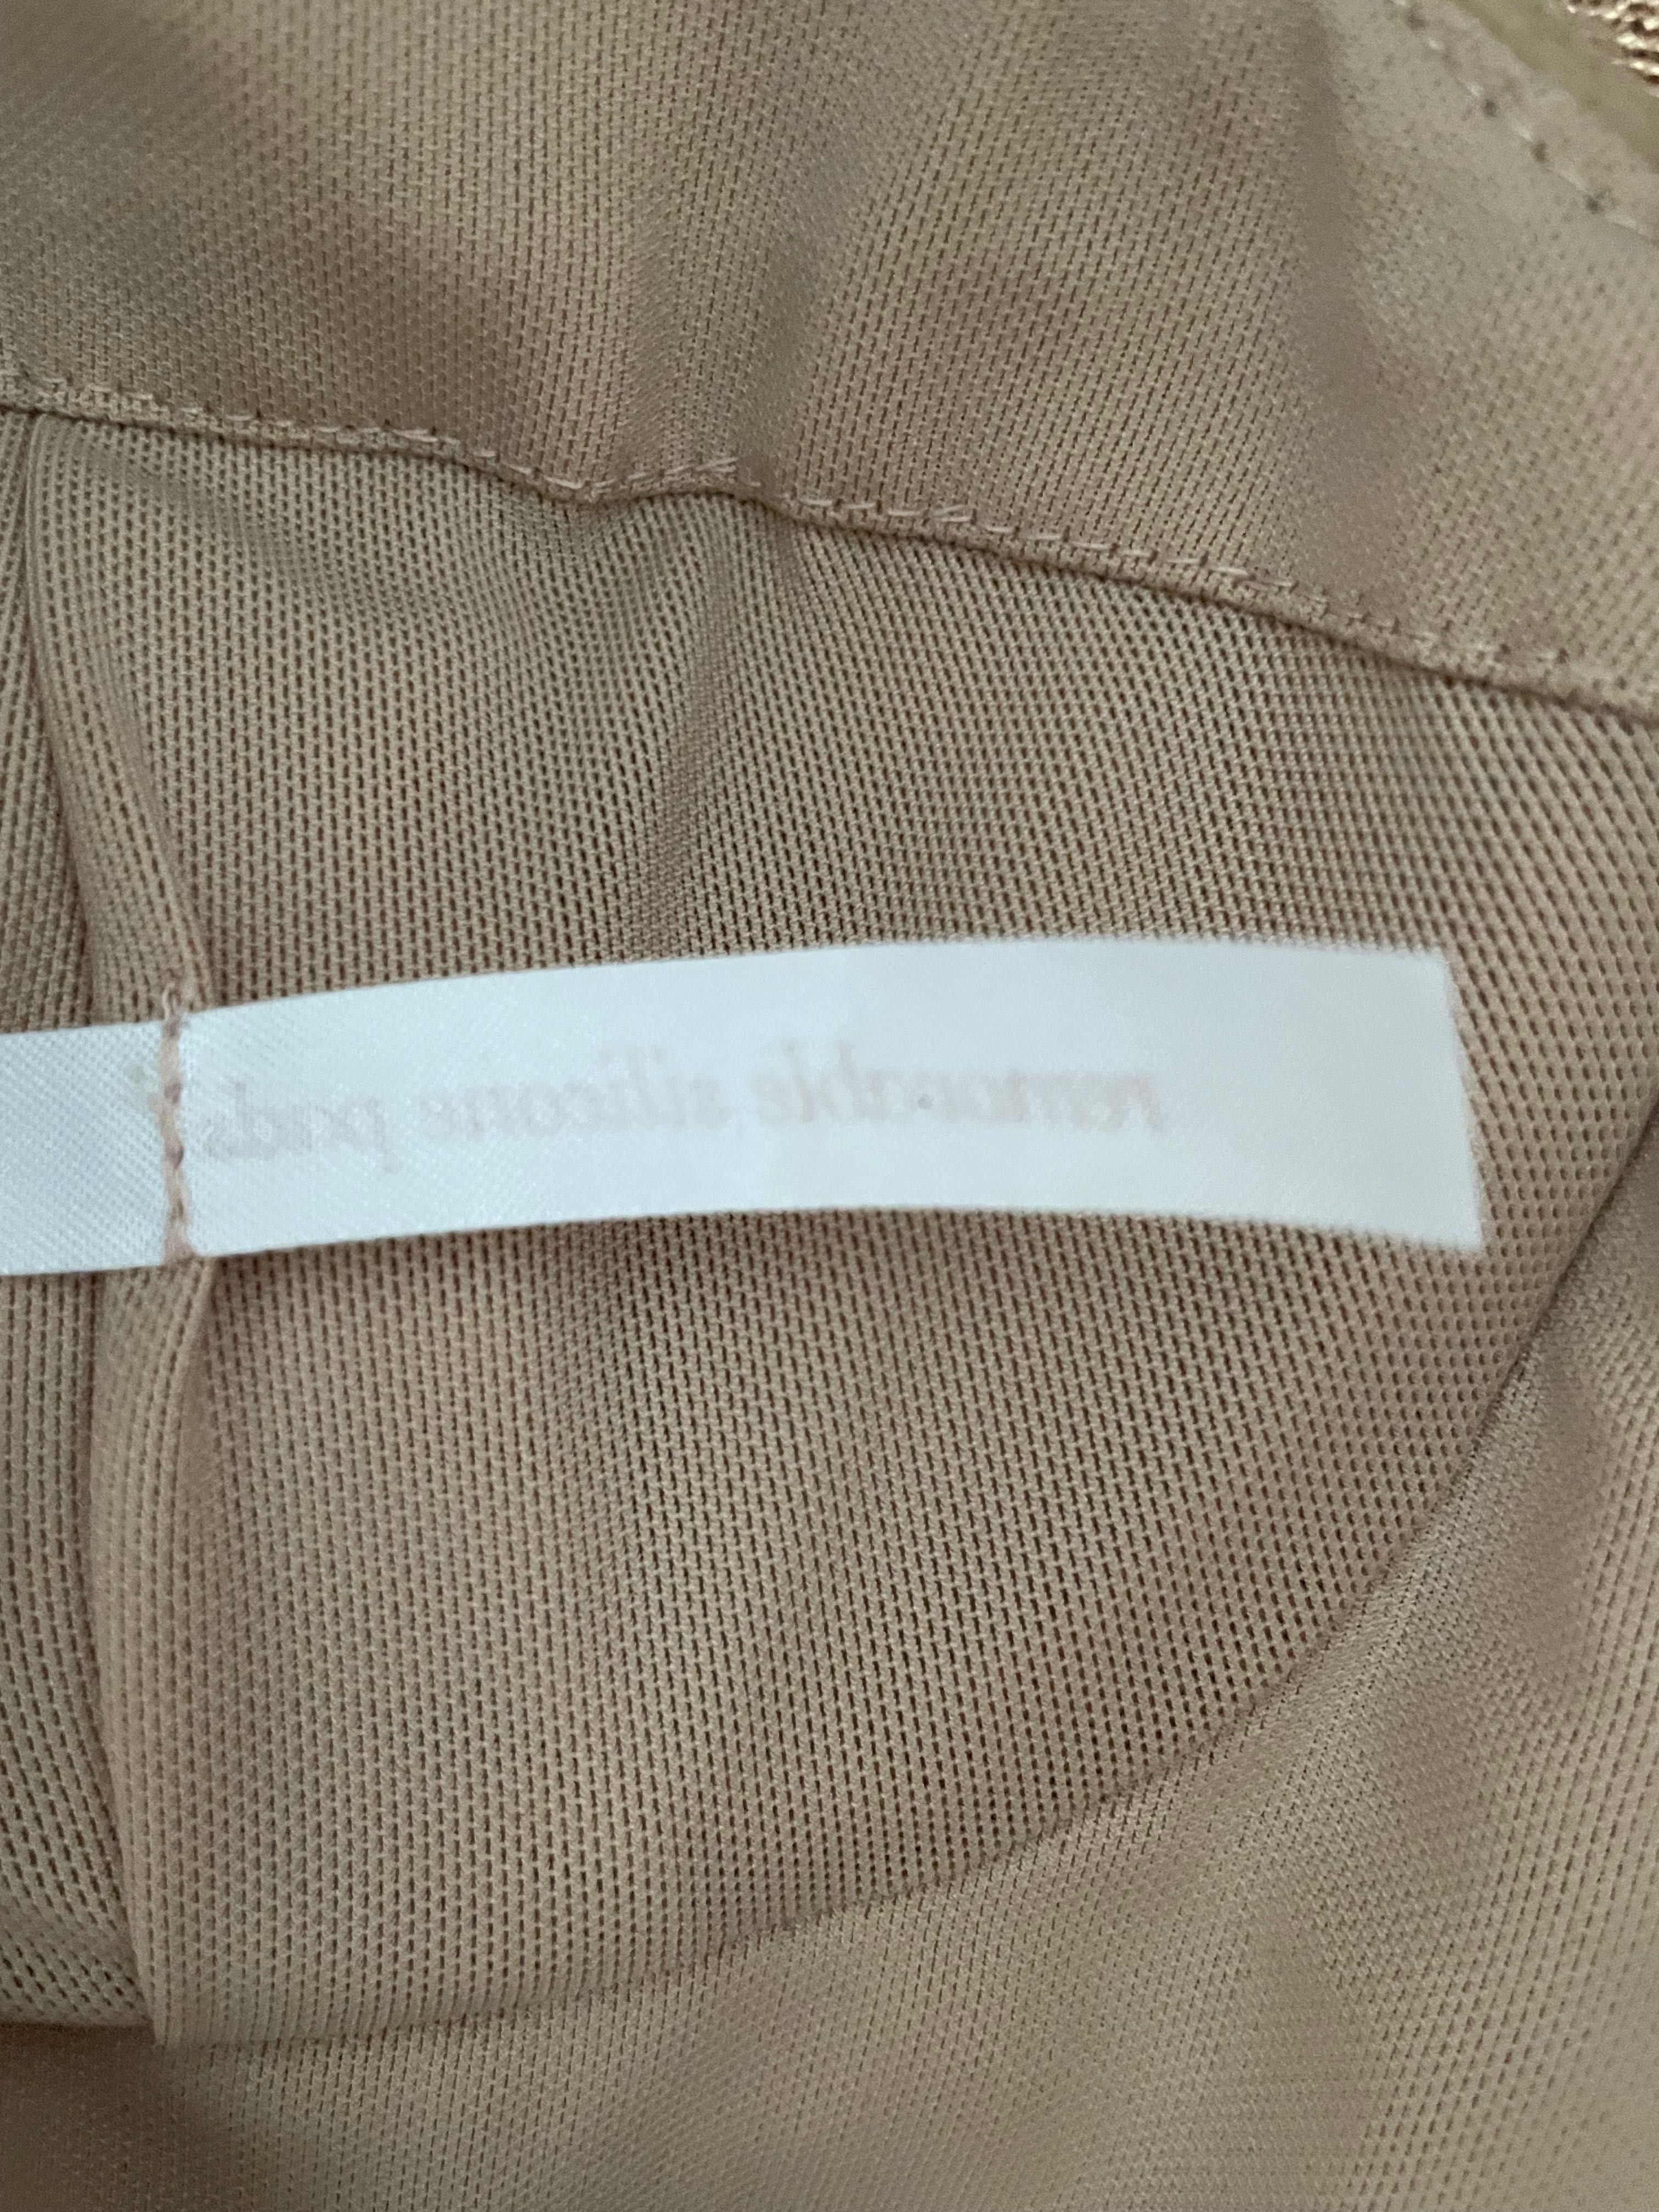 removable silicone pads